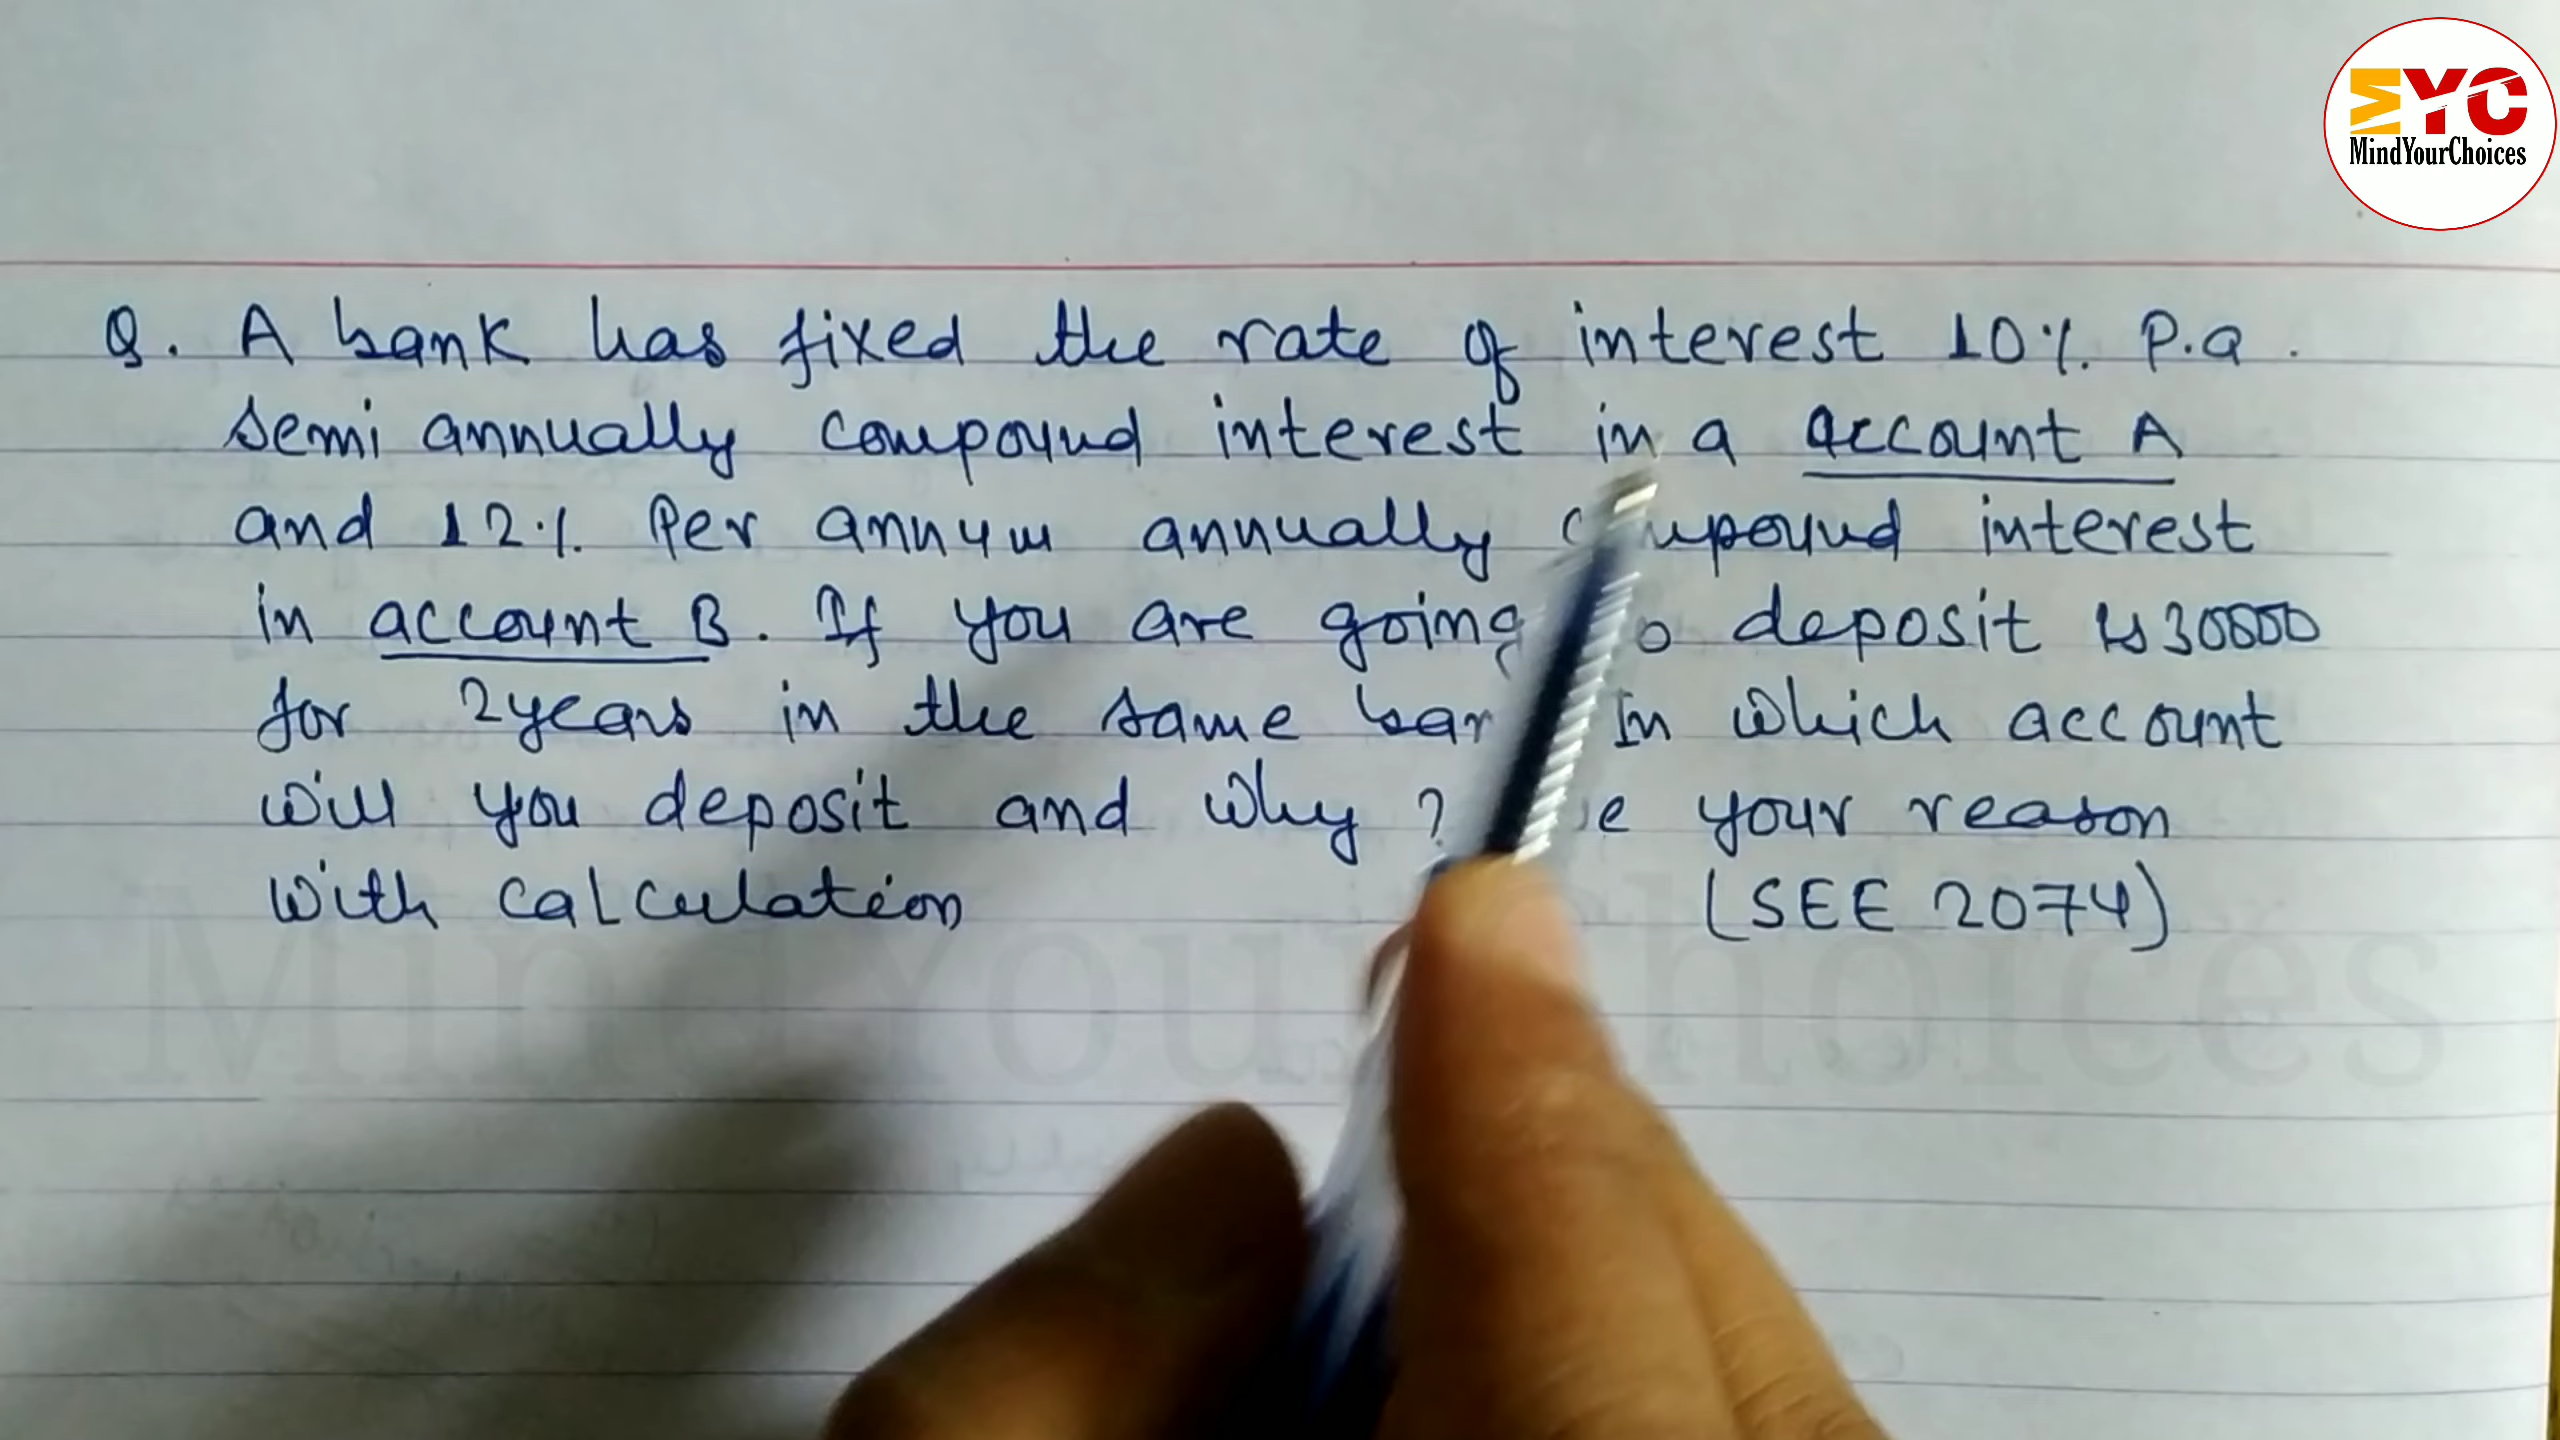 MYC
MindYourChoices
Q. A bank has fixed the rate of interest 10%. P.a.
semi annually compound interest in a account A
and 12%. Per annum annually interest
in account B. If you are going deposit Rs 30000
for 2years in the same In which account
will you deposit and why ? your reason
with calculation (SEE 2074)
MindYourChoices